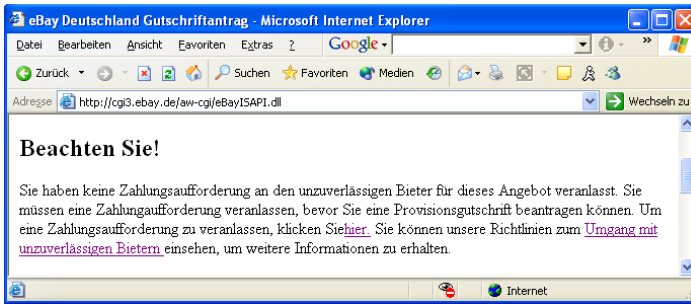 eBay Deutschland Gutschriftantrag - Microsoft Internet Explorer
Datei Bearbeiten Ansicht Favoriten Extras ? Google
Zurück Suchen Favoriten Medien
Adresse http://cgi3.ebay.de/aw-cgi/eBayISAPI.dll Wechseln zu
Beachten Sie!
Sie haben keine Zahlungsaufforderung an den unzuverlässigen Bieter für dieses Angebot veranlasst. Sie
müssen eine Zahlungaufforderung veranlassen, bevor Sie eine Provisionsgutschrift beantragen können. Um
eine Zahlungsaufforderung zu veranlassen, klicken Siehier. Sie können unsere Richtlinien zum Umgang mit
unzuverlässigen Bietern einsehen, um weitere Informationen zu erhalten.
Internet